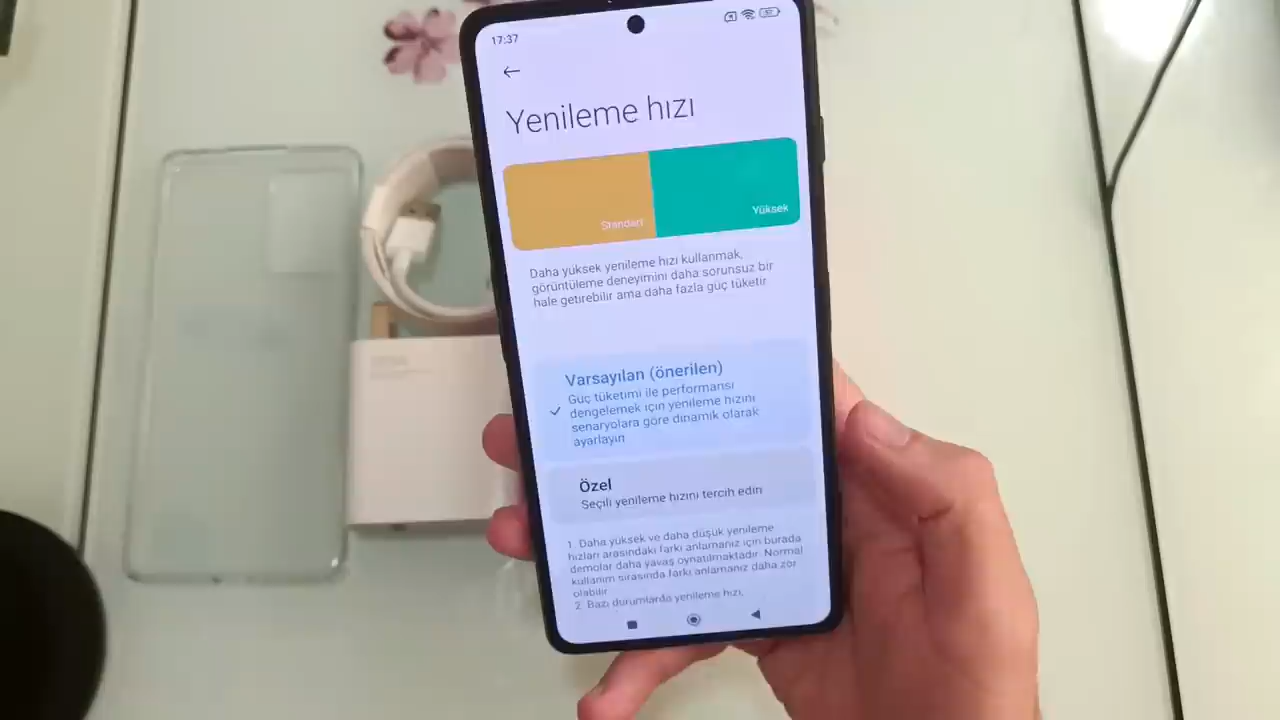 17:37
Yenileme hızı
Standart
Yüksek
Daha yüksek yenileme hızı kullanmak,
görüntüleme deneyimini daha sorunsuz bir
hale getirebilir ama daha fazla güç tüketir
Varsayılan (önerilen)
Güç tüketimi ile performansı
dengelemek için yenileme hızını
senaryolara göre dinamik olarak
ayarlayın
Özel
Seçili yenileme hızını tercih edin
1. Daha yüksek ve daha düşük yenileme
hızları arasındaki farkı anlamanız için burada
demolar daha yavaş oynatılmaktadır. Normal
kullanım sırasında farkı anlamanız daha zor
olabilir
2. Bazı durumlarda yenileme hızı,